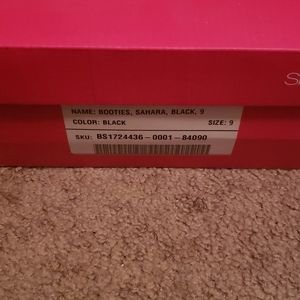 NAME: BOOTIES, SAHARA, BLACK, 9
COLOR: BLACK SIZE: 9
SKU: BS1724436-0001-84090